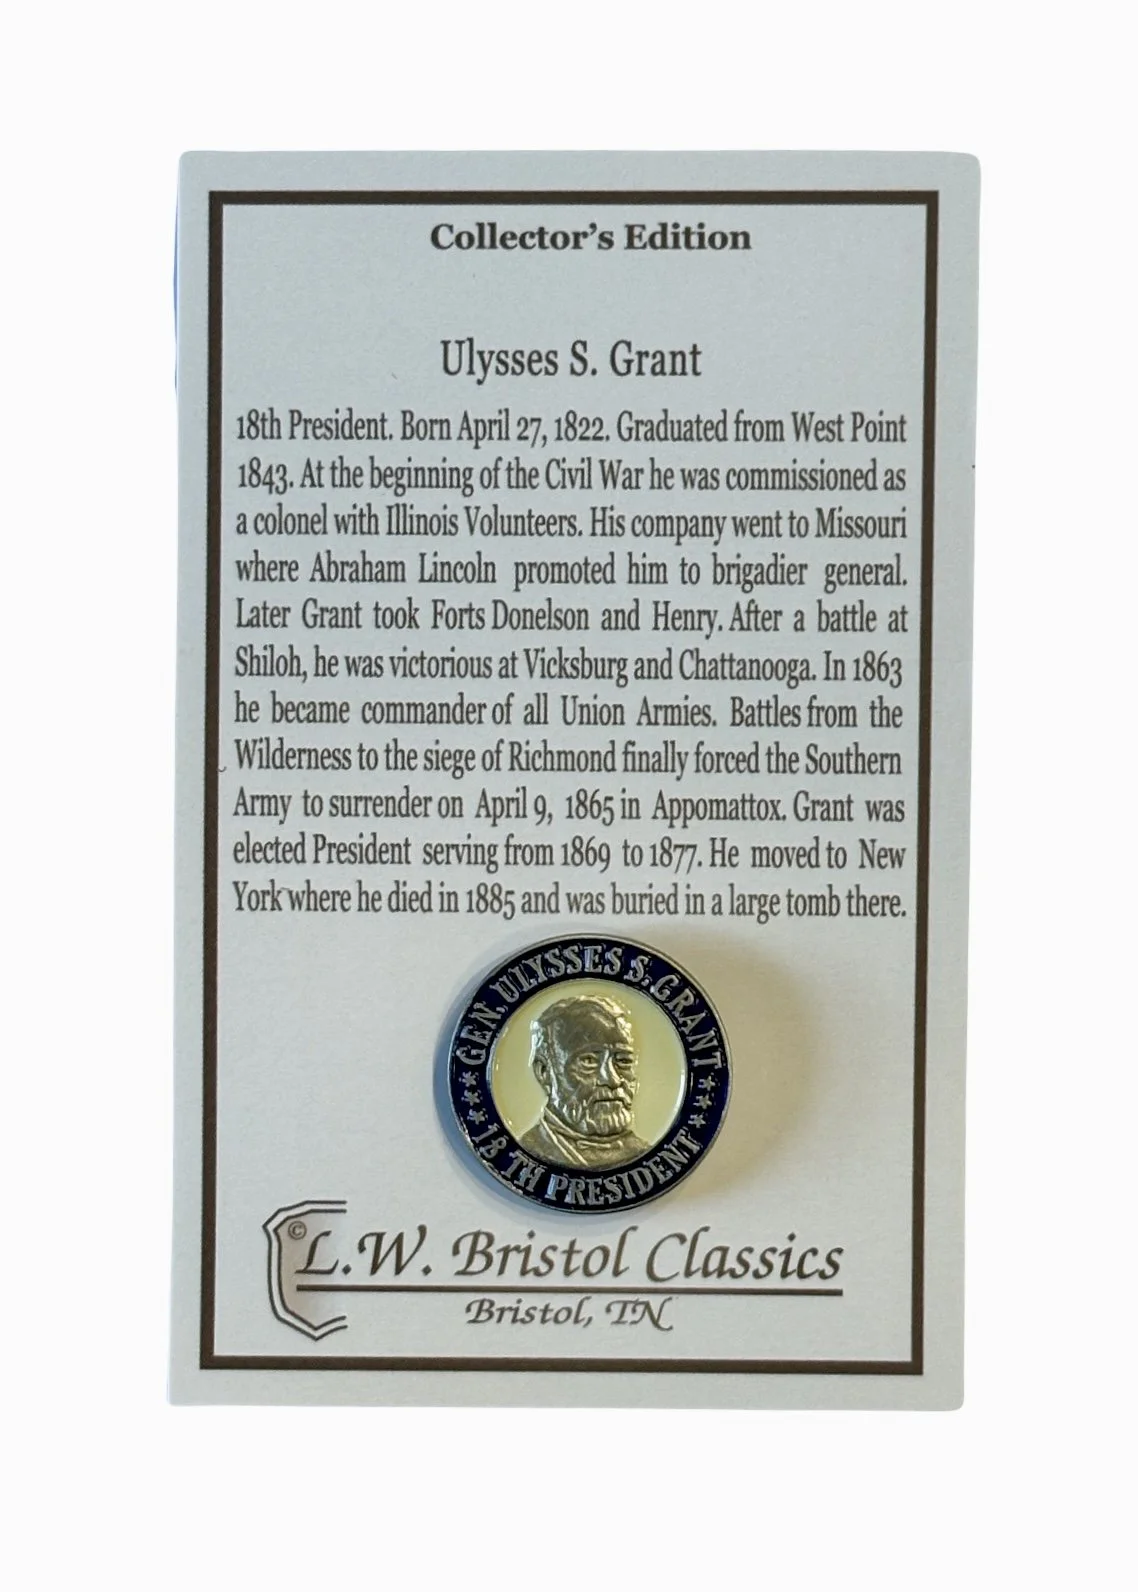 Collector's Edition
Ulysses S. Grant
18th President. Born April 27, 1822. Graduated from West Point
1843. At the beginning of the Civil War he was commissioned as
a colonel with Illinois Volunteers. His company went to Missouri
where Abraham Lincoln promoted him to brigadier general.
Later Grant took Forts Donelson and Henry. After a battle at
Shiloh, he was victorious at Vicksburg and Chattanooga. In 1863
he became commander of all Union Armies. Battles from the
Wilderness to the siege of Richmond finally forced the Southern
Army to surrender on April 9, 1865 in Appomattox. Grant was
elected President serving from 1869 to 1877. He moved to New
York where he died in 1885 and was buried in a large tomb there.
GEN. ULYSSES S. GRANT
18 TH PRESIDENT
© L.W. Bristol Classics
Bristol, TN